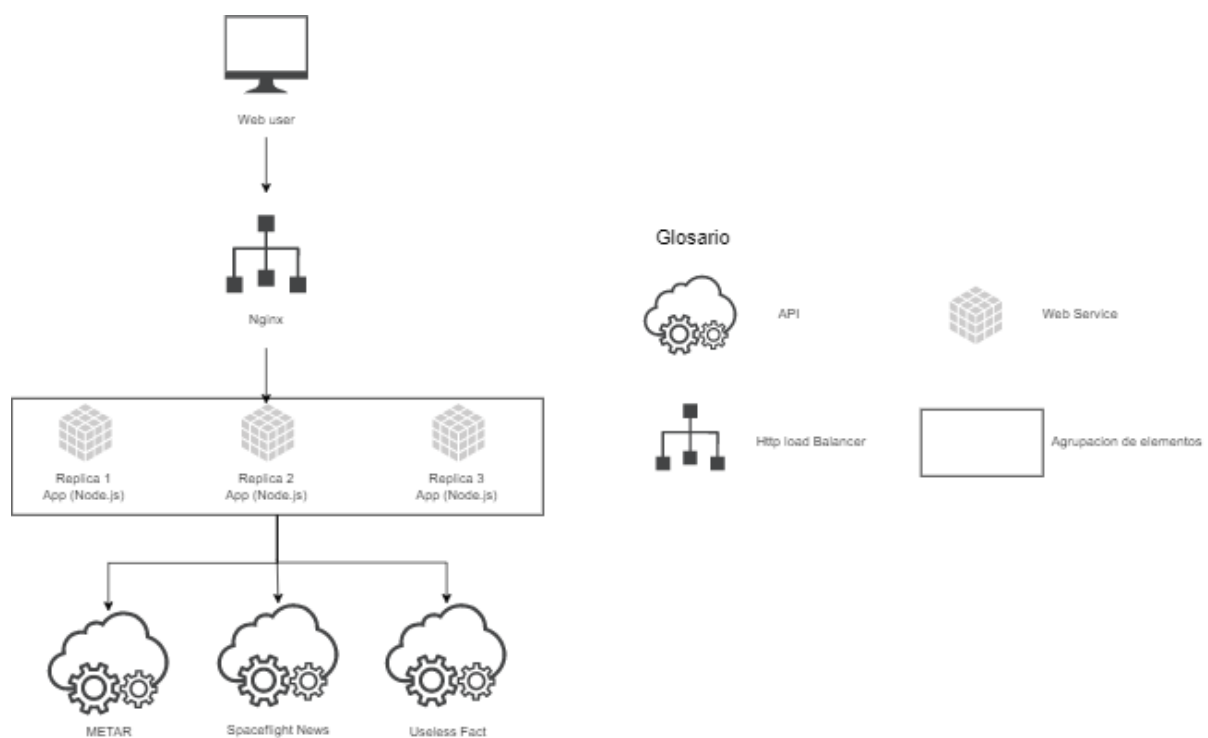 Web user
Nginx
Replica 1
App (Node.js)
Replica 2
App (Node.js)
Replica 3
App (Node.js)
METAR
Spaceflight News
Useless Fact
Glosario
API
Web Service
Http load Balancer
Agrupacion de elementos